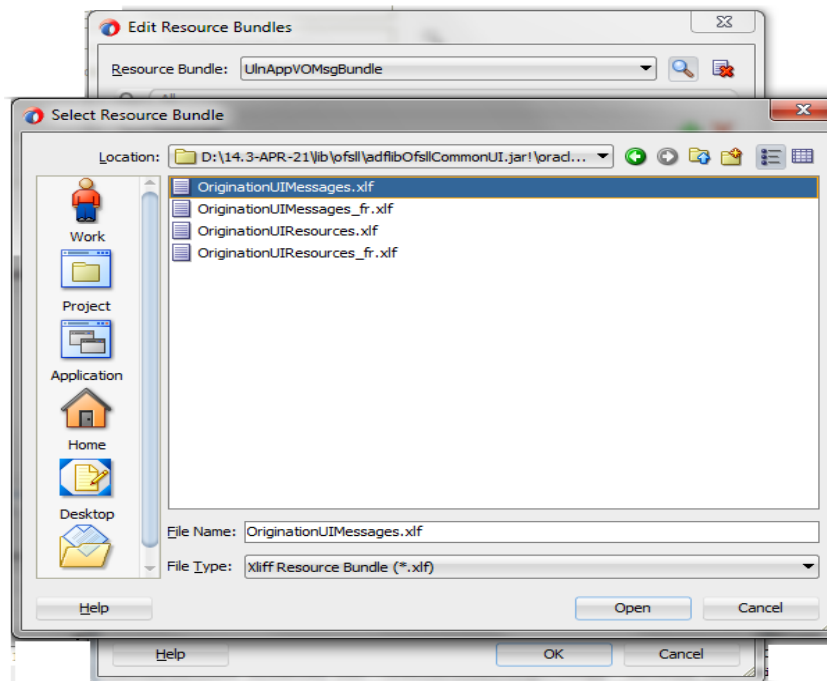 Edit Resource Bundles
Resource Bundle: UlnAppVOMsgBundle
Select Resource Bundle
Location: D:\14.3-APR-21\lib\ofsll\adflibOfsllCommonUI.jar!\oracl...
Work
Project
Application
Home
Desktop
OriginationUIMessages.xlf
OriginationUIMessages_fr.xlf
OriginationUIResources.xlf
OriginationUIResources_fr.xlf
File Name: OriginationUIMessages.xlf
File Type: Xliff Resource Bundle (*.xlf)
Help Open Cancel
Help OK Cancel